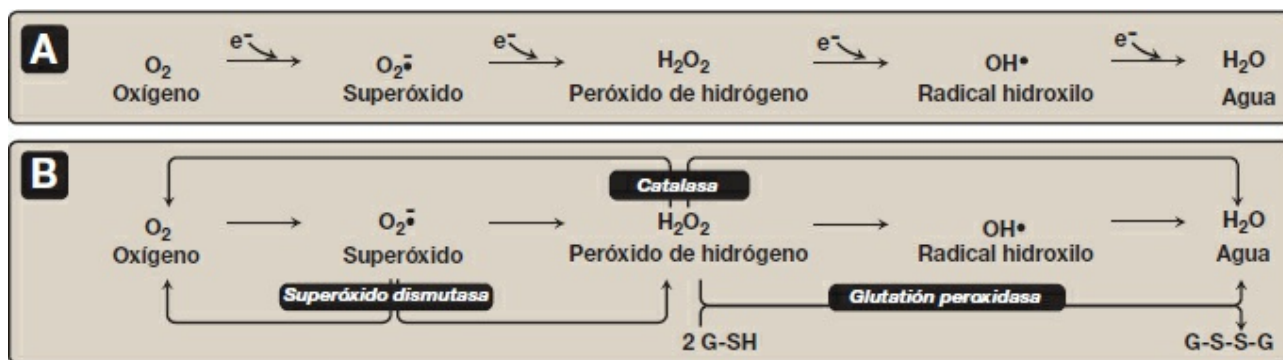 A
e- e- e- e-
O₂ O₂•- H₂O₂ OH• H₂O
Oxígeno Superóxido Peróxido de hidrógeno Radical hidroxilo Agua
B
Catalasa
O₂ O₂•- H₂O₂ OH• H₂O
Oxígeno Superóxido Peróxido de hidrógeno Radical hidroxilo Agua
Superóxido dismutasa Glutatión peroxidasa
2 G-SH G-S-S-G